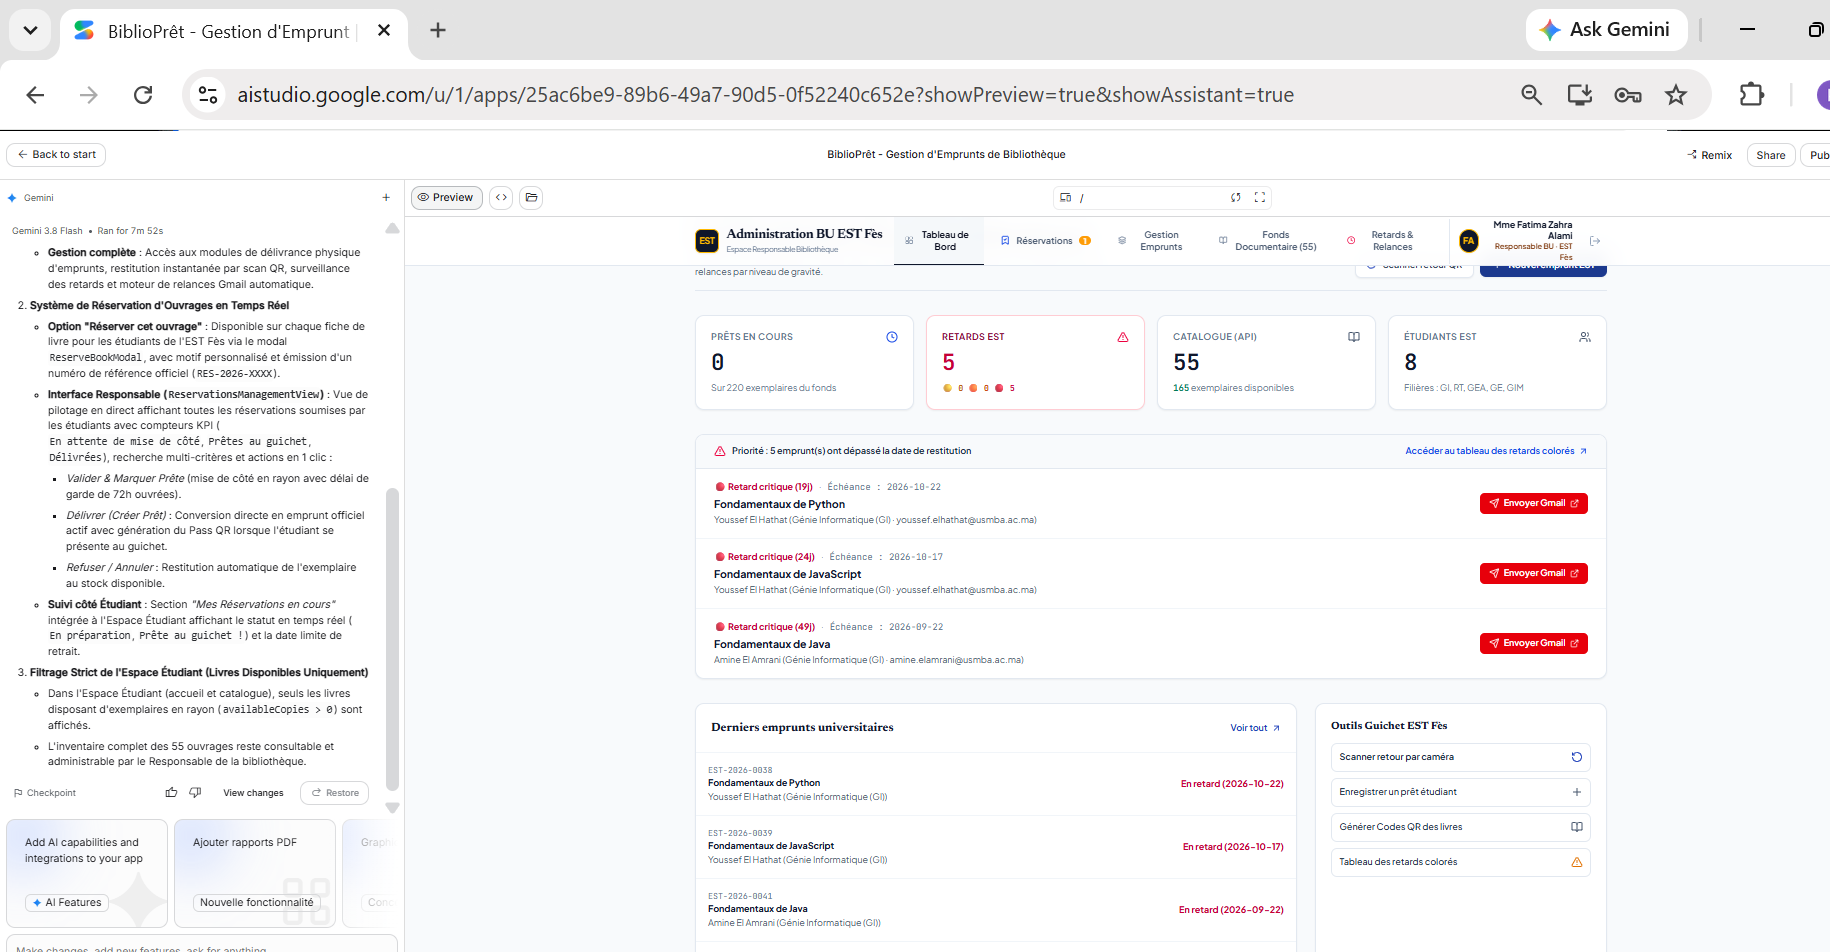 BiblioPrêt - Gestion d'Emprunt
Ask Gemini
aistudio.google.com/u/1/apps/25ac6be9-89b6-49a7-90d5-0f52240c652e?showPreview=true&showAssistant=true
Back to start
BiblioPrêt - Gestion d'Emprunts de Bibliothèque
Remix
Share
Gemini
Preview
/
Gemini 3.8 Flash • Ran for 7m 52s
Gestion complète : Accès aux modules de délivrance physique
d'emprunts, restitution instantanée par scan QR, surveillance
des retards et moteur de relances Gmail automatique.
2. Système de Réservation d'Ouvrages en Temps Réel
Option "Réserver cet ouvrage" : Disponible sur chaque fiche de
livre pour les étudiants de l'EST Fès via le modal
ReserveBookModal, avec motif personnalisé et émission d'un
numéro de référence officiel (RES-2026-XXXX).
Interface Responsable (ReservationsManagementView) : Vue de
pilotage en direct affichant toutes les réservations soumises par
les étudiants avec compteurs KPI (
En attente de mise de côté, Prêtes au guichet,
Délivrées), recherche multi-critères et actions en 1 clic :
Valider & Marquer Prête (mise de côté en rayon avec délai de
garde de 72h ouvrées).
Délivrer (Créer Prêt) : Conversion directe en emprunt officiel
actif avec génération du Pass QR lorsque l'étudiant se
présente au guichet.
Refuser / Annuler : Restitution automatique de l'exemplaire
au stock disponible.
Suivi côté Étudiant : Section "Mes Réservations en cours"
intégrée à l'Espace Étudiant affichant le statut en temps réel (
En préparation, Prête au guichet !) et la date limite de
retrait.
3. Filtrage Strict de l'Espace Étudiant (Livres Disponibles Uniquement)
Dans l'Espace Étudiant (accueil et catalogue), seuls les livres
disposant d'exemplaires en rayon (availableCopies > 0) sont
affichés.
L'inventaire complet des 55 ouvrages reste consultable et
administrable par le Responsable de la bibliothèque.
Checkpoint
View changes
Restore
Add AI capabilities and
integrations to your app
AI Features
Ajouter rapports PDF
Nouvelle fonctionnalité
Make changes, add new features, ask for anything
EST
Administration BU EST Fès
Espace Responsable Bibliothèque
Tableau de
Bord
Réservations 1
Gestion
Emprunts
Fonds
Documentaire (55)
Retards &
Relances
FA
Mme Fatima Zahra
Alami
Responsable BU · EST
Fès
relances par niveau de gravité.
PRÊTS EN COURS
0
Sur 220 exemplaires du fonds
RETARDS EST
5
0 0 5
CATALOGUE (API)
55
165 exemplaires disponibles
ÉTUDIANTS EST
8
Filières : GI, RT, GEA, GE, GIM
Priorité : 5 emprunt(s) ont dépassé la date de restitution
Accéder au tableau des retards colorés
Retard critique (19j) · Échéance : 2026-10-22
Fondamentaux de Python
Youssef El Hathat (Génie Informatique (GI) · youssef.elhathat@usmba.ac.ma)
Envoyer Gmail
Retard critique (24j) · Échéance : 2026-10-17
Fondamentaux de JavaScript
Youssef El Hathat (Génie Informatique (GI) · youssef.elhathat@usmba.ac.ma)
Envoyer Gmail
Retard critique (49j) · Échéance : 2026-09-22
Fondamentaux de Java
Amine El Amrani (Génie Informatique (GI) · amine.elamrani@usmba.ac.ma)
Envoyer Gmail
Derniers emprunts universitaires
Voir tout
EST-2026-0038
Fondamentaux de Python
Youssef El Hathat (Génie Informatique (GI))
En retard (2026-10-22)
EST-2026-0039
Fondamentaux de JavaScript
Youssef El Hathat (Génie Informatique (GI))
En retard (2026-10-17)
EST-2026-0041
Fondamentaux de Java
Amine El Amrani (Génie Informatique (GI))
En retard (2026-09-22)
Outils Guichet EST Fès
Scanner retour par caméra
Enregistrer un prêt étudiant
Générer Codes QR des livres
Tableau des retards colorés